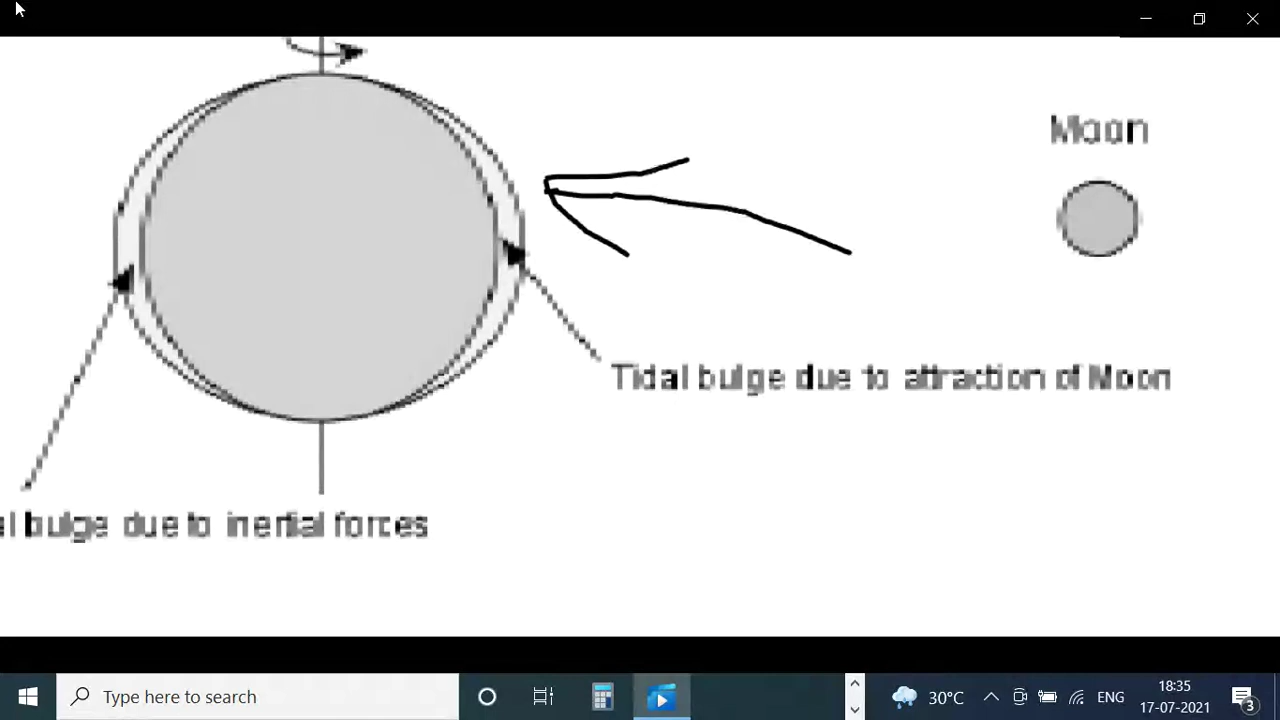 Moon
Tidal bulge due to attraction of Moon
al bulge due to inertial forces
Type here to search
30°C
ENG
18:35
17-07-2021
3